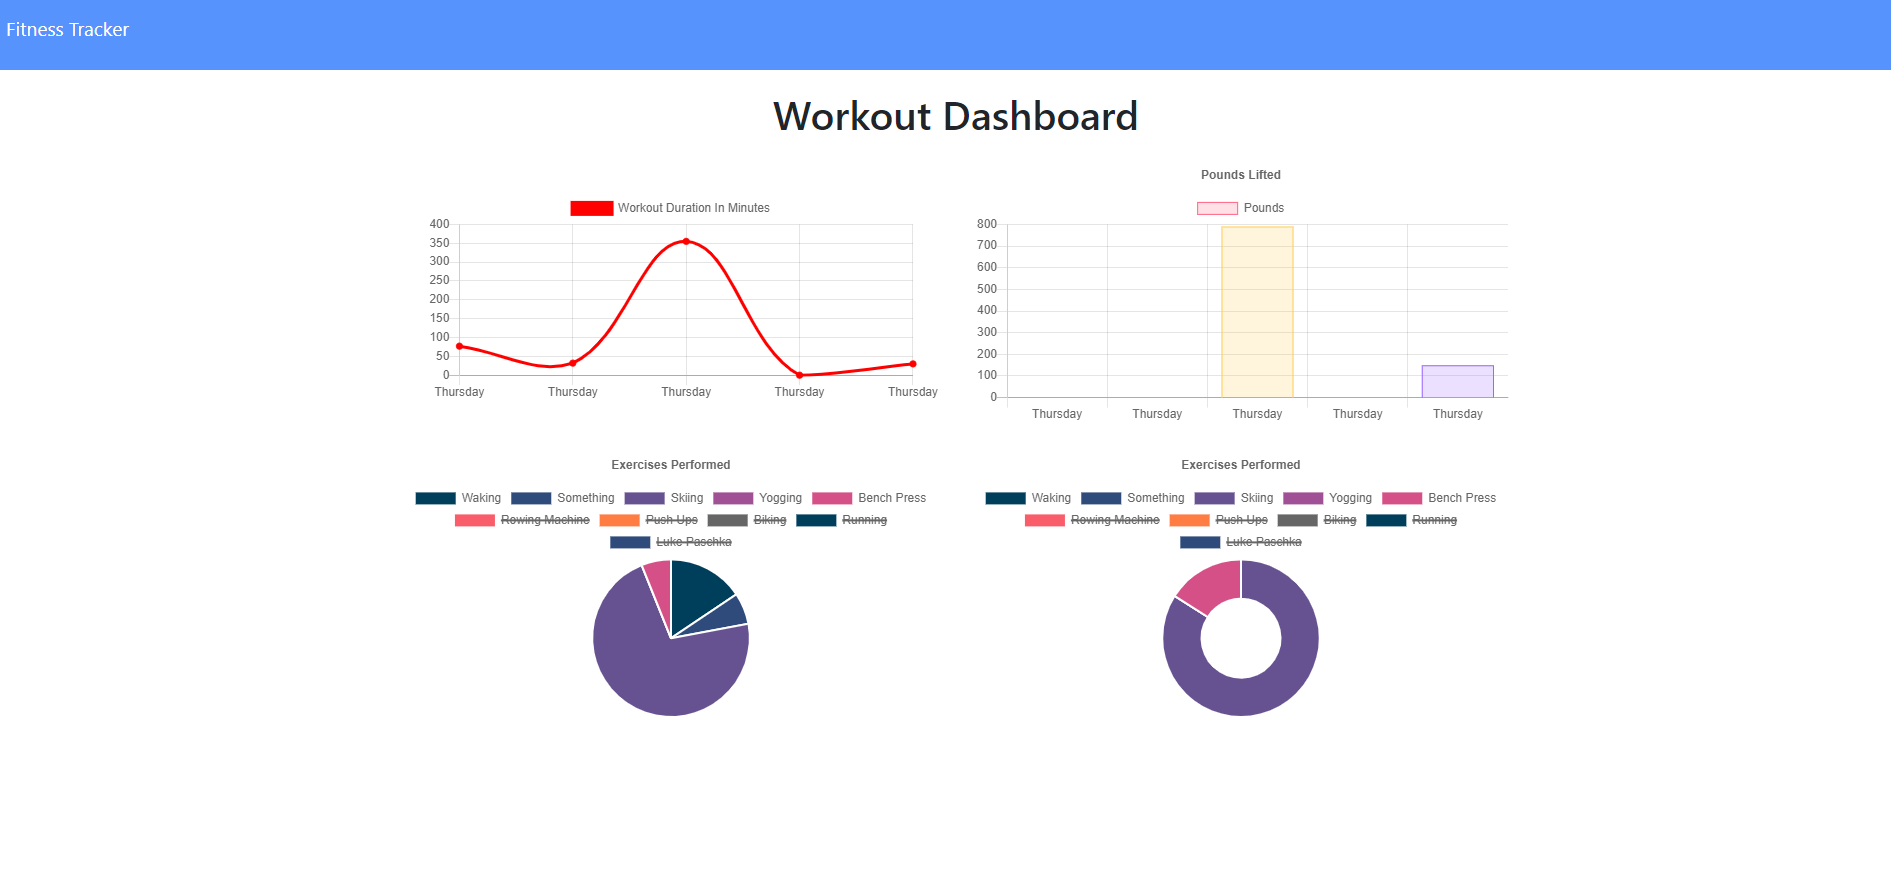 Fitness Tracker
Workout Dashboard
Workout Duration In Minutes
400
350
300
250
200
150
100
50
0
Thursday Thursday Thursday Thursday Thursday
Pounds Lifted
Pounds
800
700
600
500
400
300
200
100
0
Thursday Thursday Thursday Thursday Thursday
Exercises Performed
Waking Something Skiing Yogging Bench Press
Rowing Machine Push Ups Biking Running
Luke Paschka
Exercises Performed
Waking Something Skiing Yogging Bench Press
Rowing Machine Push Ups Biking Running
Luke Paschka